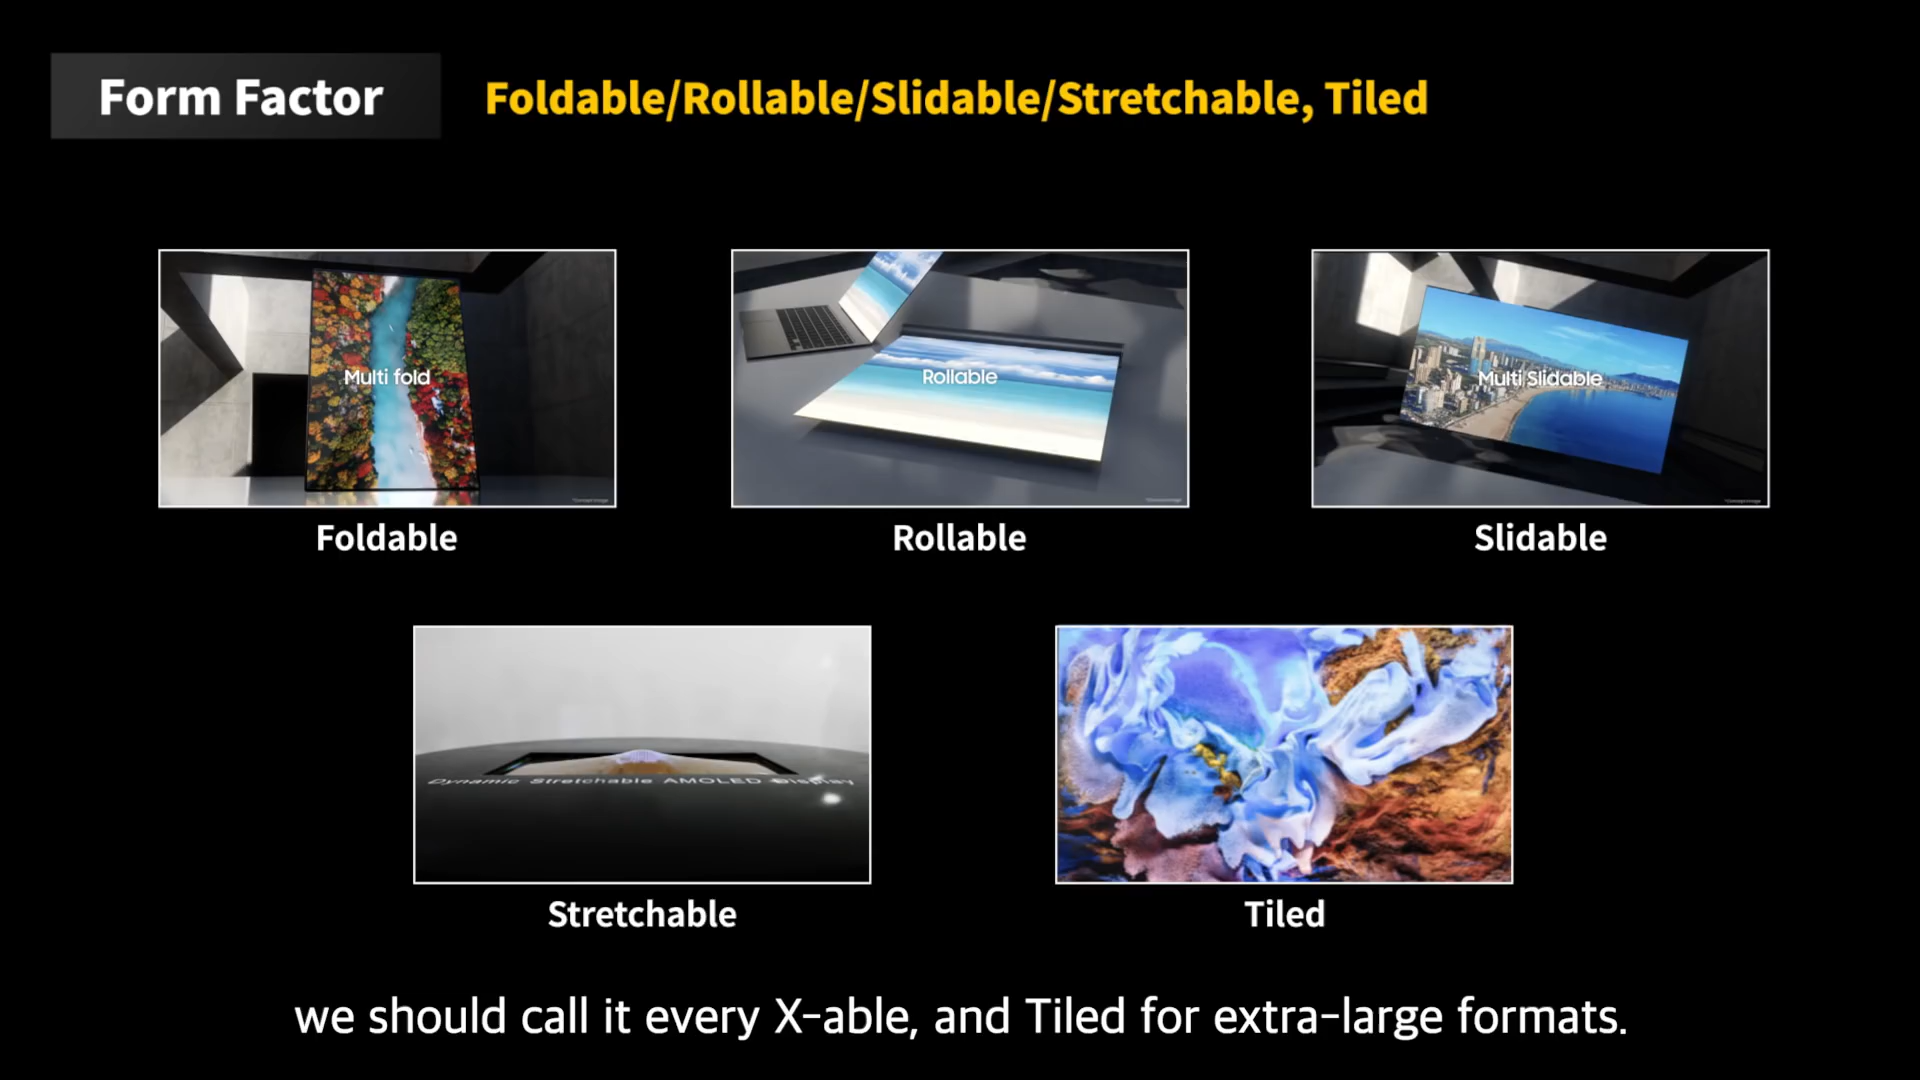 Form Factor
Foldable/Rollable/Slidable/Stretchable, Tiled
Multi fold
Rollable
Multi Slidable
Foldable
Rollable
Slidable
Dynamic Stretchable AMOLED Display
Stretchable
Tiled
we should call it every X-able, and Tiled for extra-large formats.